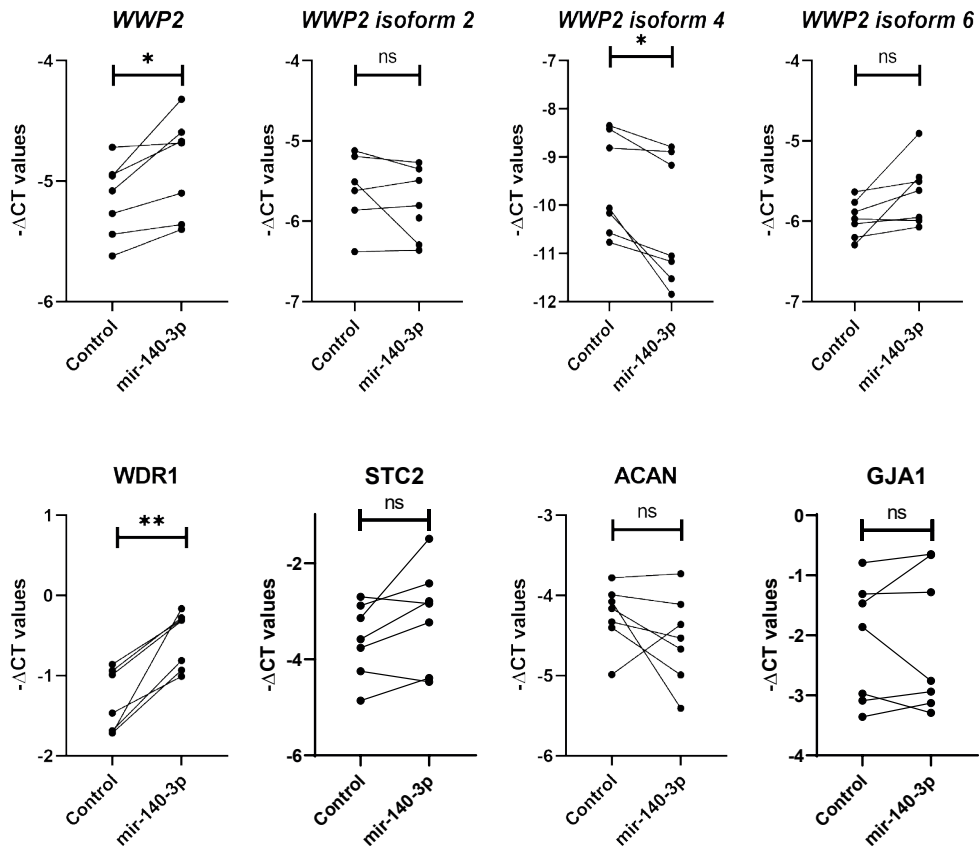 WWP2
WWP2 isoform 2
WWP2 isoform 4
WWP2 isoform 6
-ΔCT values
-4
-5
-6
*
Control
mir-140-3p
-ΔCT values
-4
-5
-6
-7
ns
Control
mir-140-3p
-ΔCT values
-7
-8
-9
-10
-11
-12
*
Control
mir-140-3p
-ΔCT values
-4
-5
-6
-7
ns
Control
mir-140-3p
WDR1
STC2
ACAN
GJA1
-ΔCT values
1
0
-1
-2
**
Control
mir-140-3p
-ΔCT values
-2
-4
-6
ns
Control
mir-140-3p
-ΔCT values
-3
-4
-5
-6
ns
Control
mir-140-3p
-ΔCT values
0
-1
-2
-3
-4
ns
Control
mir-140-3p